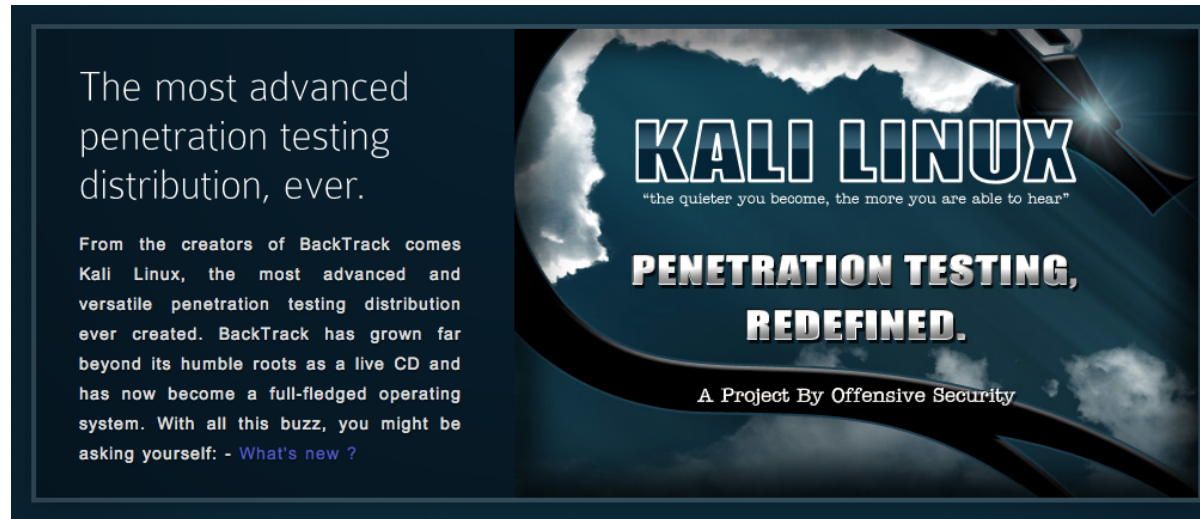 The most advanced
penetration testing
distribution, ever.
From the creators of BackTrack comes
Kali Linux, the most advanced and
versatile penetration testing distribution
ever created. BackTrack has grown far
beyond its humble roots as a live CD and
has now become a full-fledged operating
system. With all this buzz, you might be
asking yourself: - What's new ?
KALI LINUX
"the quieter you become, the more you are able to hear"
PENETRATION TESTING,
REDEFINED.
A Project By Offensive Security